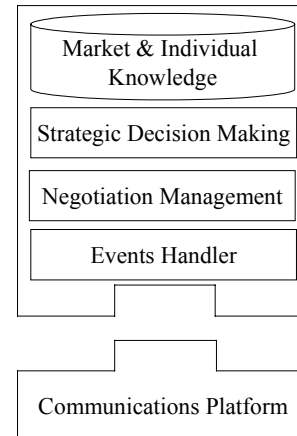 Market & Individual
Knowledge
Strategic Decision Making
Negotiation Management
Events Handler
Communications Platform